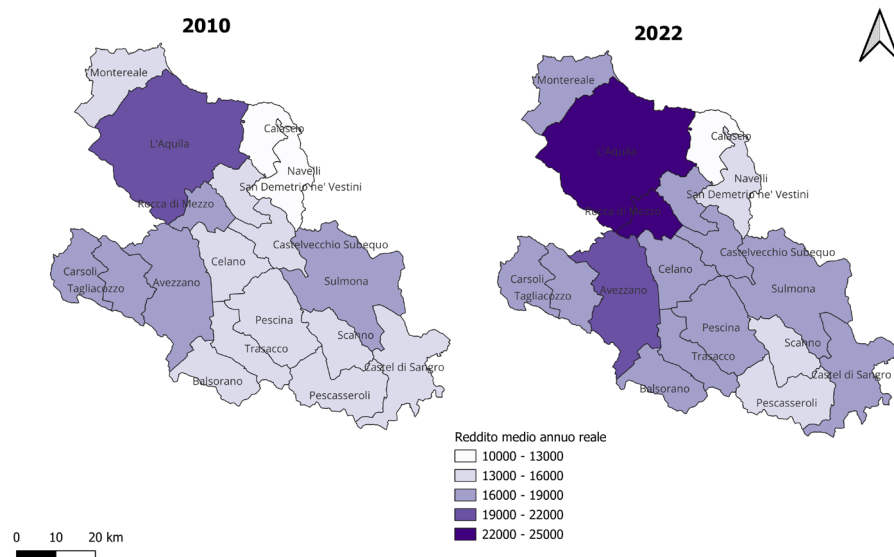 2010
Montereale
L'Aquila
Calascio
Navelli
San Demetrio ne' Vestini
Rocca di Mezzo
Castelvecchio Subequo
Carsoli
Tagliacozzo
Avezzano
Celano
Sulmona
Pescina
Scanno
Trasacco
Castel di Sangro
Balsorano
Pescasseroli
2022
Montereale
L'Aquila
Calascio
Navelli
San Demetrio ne' Vestini
Rocca di Mezzo
Castelvecchio Subequo
Carsoli
Tagliacozzo
Avezzano
Celano
Sulmona
Pescina
Scanno
Trasacco
Castel di Sangro
Balsorano
Pescasseroli
Reddito medio annuo reale
10000 - 13000
13000 - 16000
16000 - 19000
19000 - 22000
22000 - 25000
0 10 20 km